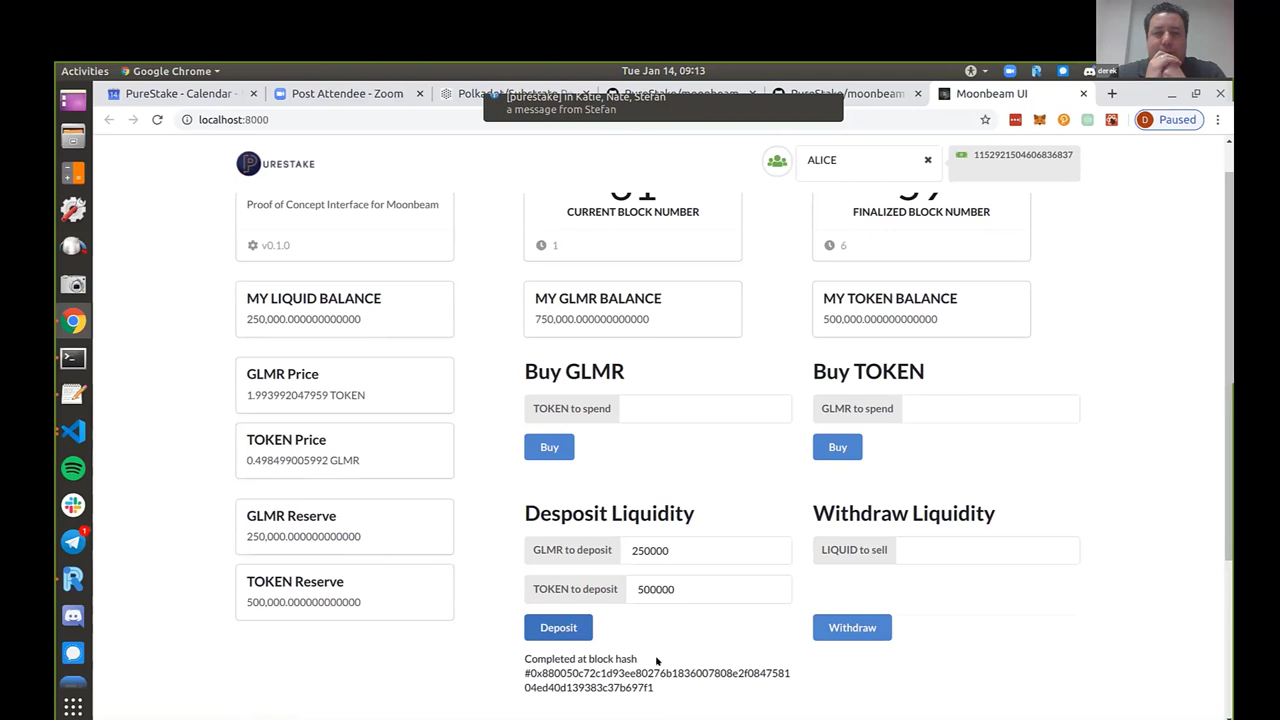 derek
Activities
Google Chrome
Tue Jan 14, 09:13
PureStake - Calendar -
Post Attendee - Zoom
Moonbeam UI
[purestake] in Katie, Nate, Stefan
a message from Stefan
localhost:8000
D
Paused
PURESTAKE
ALICE
1152921504606836837
Proof of Concept Interface for Moonbeam
v0.1.0
CURRENT BLOCK NUMBER
1
FINALIZED BLOCK NUMBER
6
MY LIQUID BALANCE
250,000.000000000000
MY GLMR BALANCE
750,000.000000000000
MY TOKEN BALANCE
500,000.000000000000
GLMR Price
1.993992047959 TOKEN
TOKEN Price
0.498499005992 GLMR
GLMR Reserve
250,000.000000000000
TOKEN Reserve
500,000.000000000000
Buy GLMR
TOKEN to spend
Buy
Buy TOKEN
GLMR to spend
Buy
Desposit Liquidity
GLMR to deposit 250000
TOKEN to deposit 500000
Deposit
Completed at block hash
#0x880050c72c1d93ee80276b1836007808e2f0847581
04ed40d139383c37b697f1
Withdraw Liquidity
LIQUID to sell
Withdraw